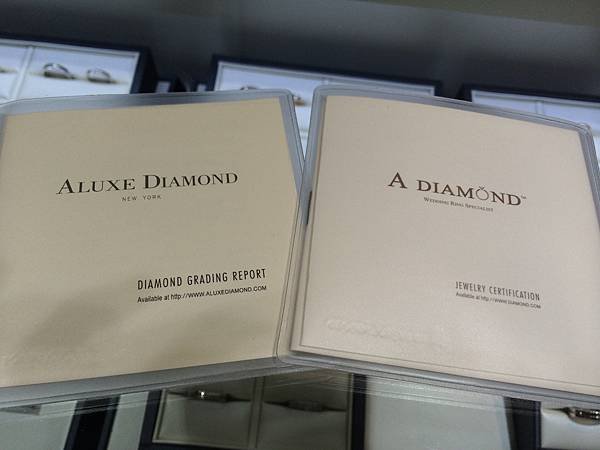 ALUXE DIAMOND
NEW YORK
DIAMOND GRADING REPORT
Available at http://WWW.ALUXEDIAMOND.COM
A DIAMOND™
WEDDING RING SPECIALIST
JEWELRY CERTIFICATION
Available at http://WWW.DIAMOND.COM